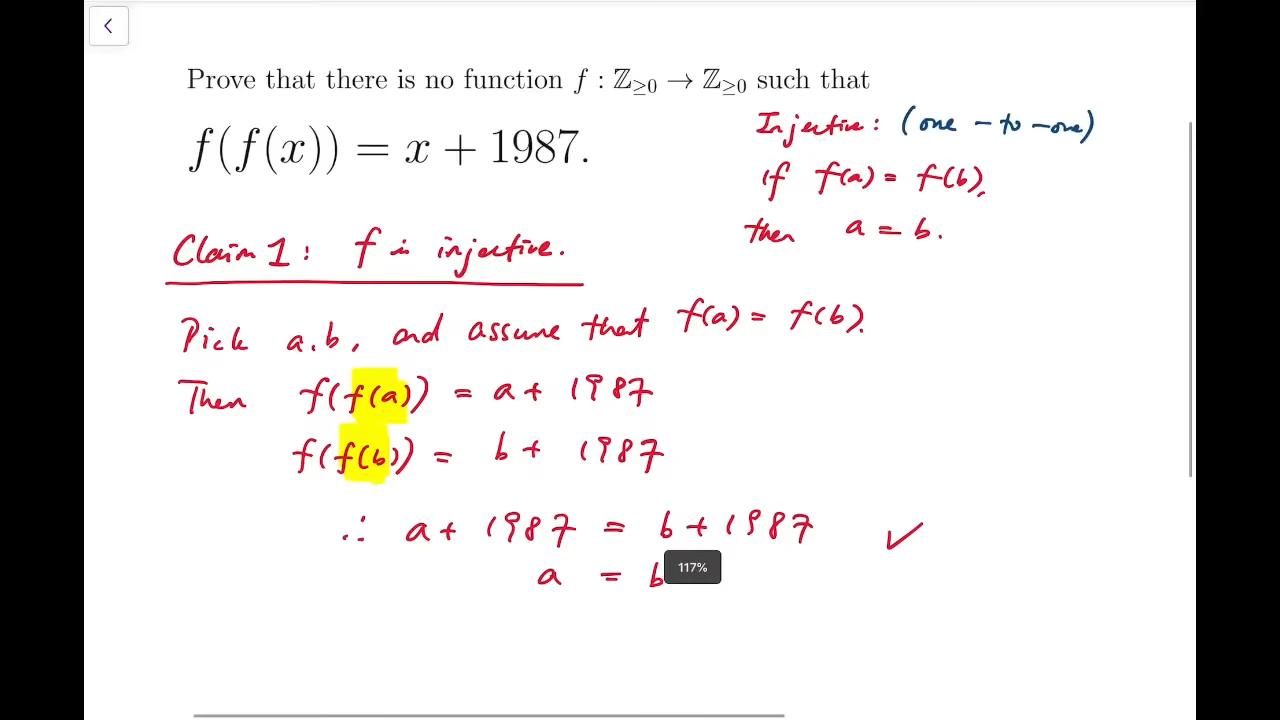 Prove that there is no function f : ℤ≥0 → ℤ≥0 such that
f(f(x)) = x + 1987.
Injective: (one-to-one)
if f(a) = f(b),
then a = b.
Claim 1: f is injective.
Pick a,b, and assume that f(a) = f(b).
Then f(f(a)) = a + 1987
f(f(b)) = b + 1987
∴ a + 1987 = b + 1987 ✓
a = b
117%